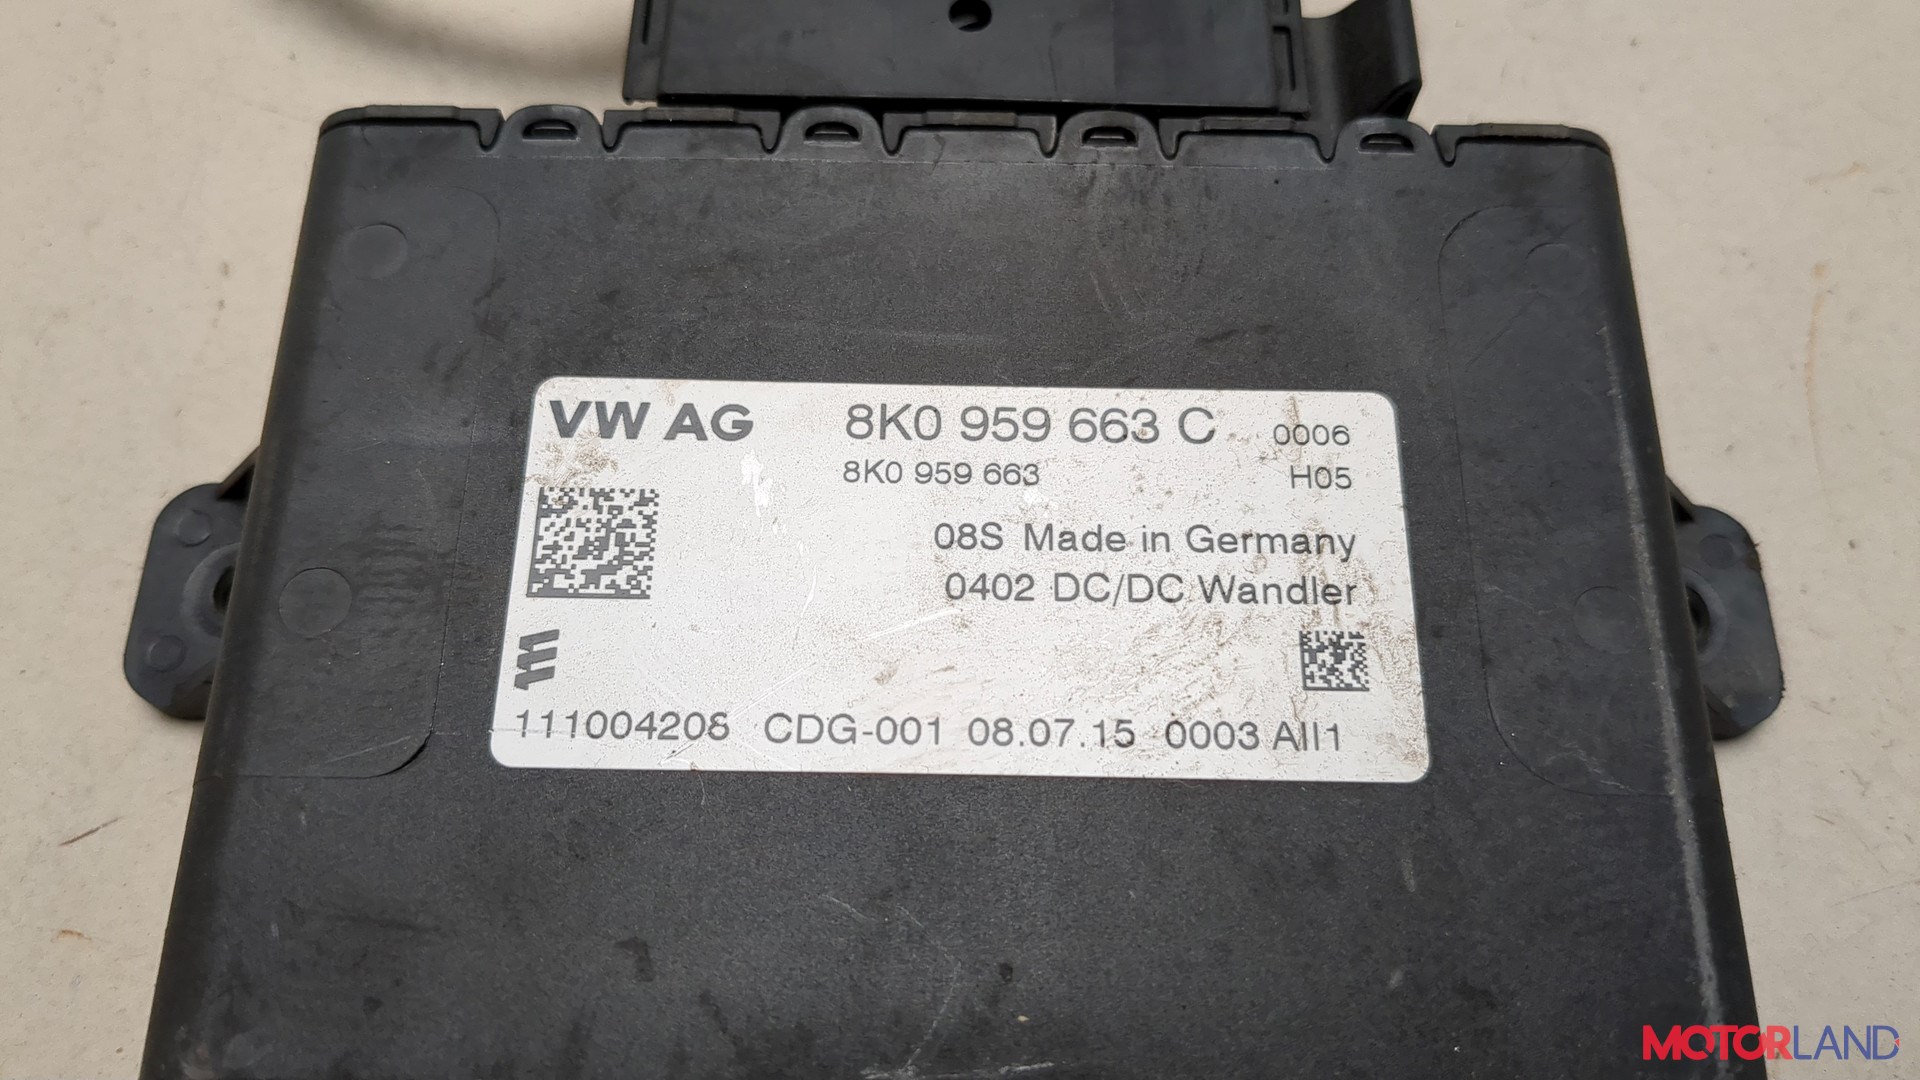 VW AG 8K0 959 663 C 0006
8K0 959 663 H05
08S Made in Germany
0402 DC/DC Wandler
111004208 CDG-001 08.07.15 0003 AII1
MOTORLAND